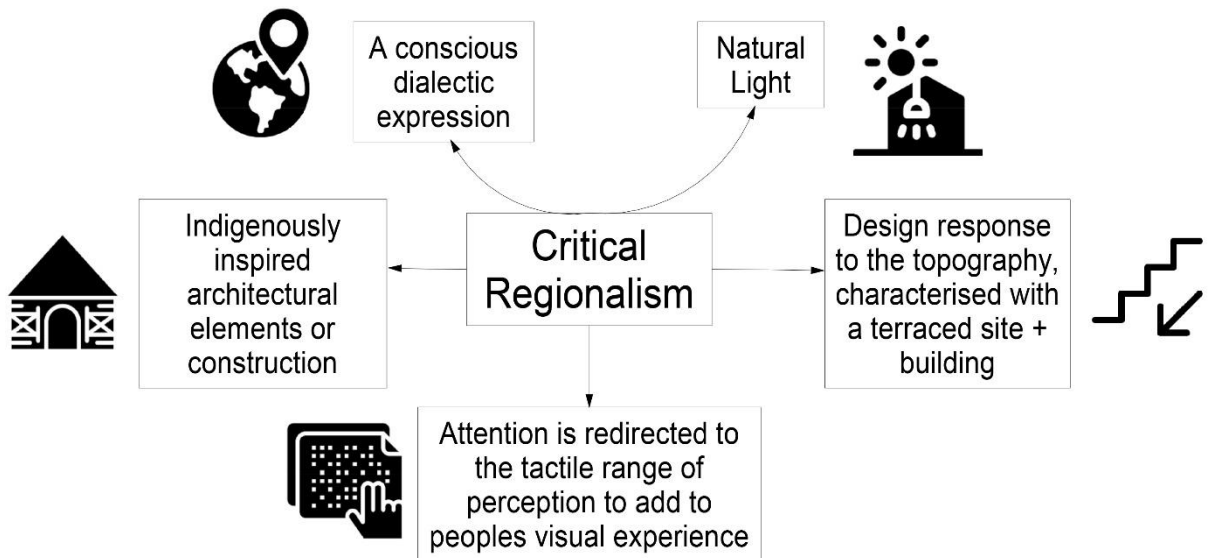 A conscious
dialectic
expression
Natural
Light
Indigenously
inspired
architectural
elements or
construction
Critical
Regionalism
Design response
to the topography,
characterised with
a terraced site +
building
Attention is redirected to
the tactile range of
perception to add to
peoples visual experience